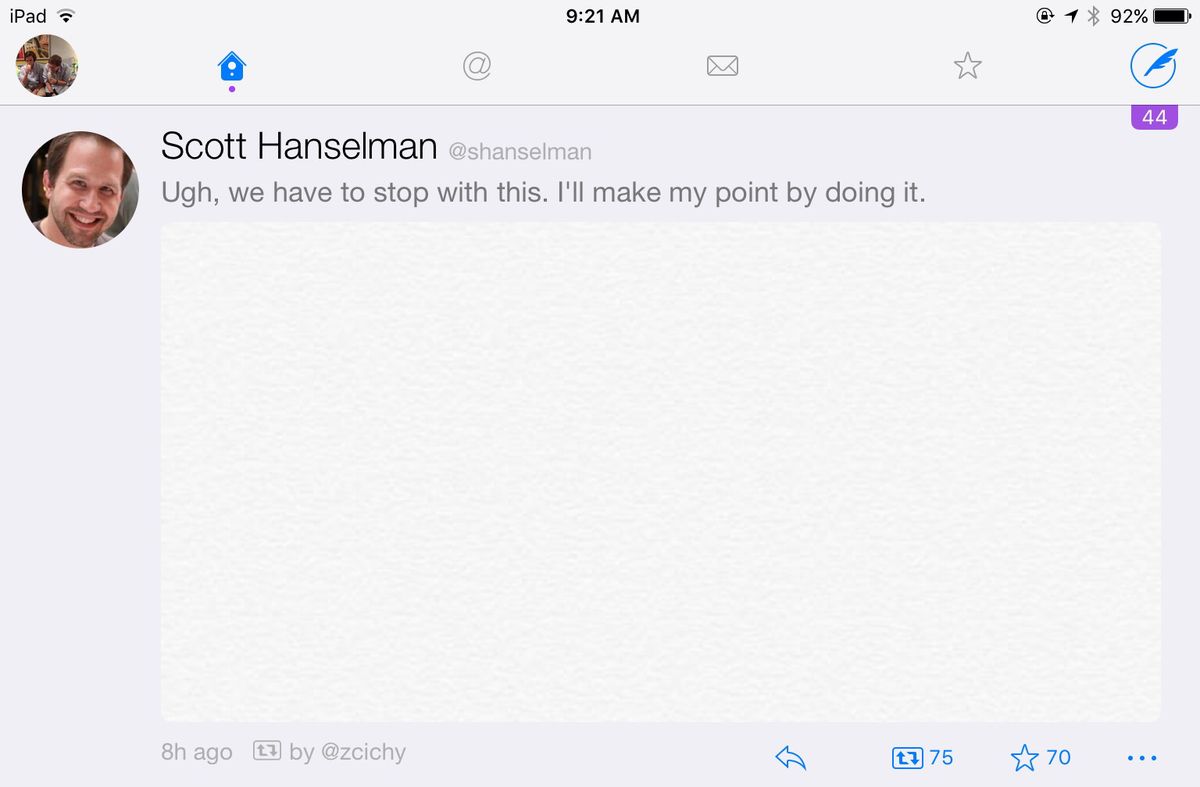 iPad 9:21 AM 92%
44
Scott Hanselman @shanselman
Ugh, we have to stop with this. I'll make my point by doing it.
8h ago by @zcichy 75 70